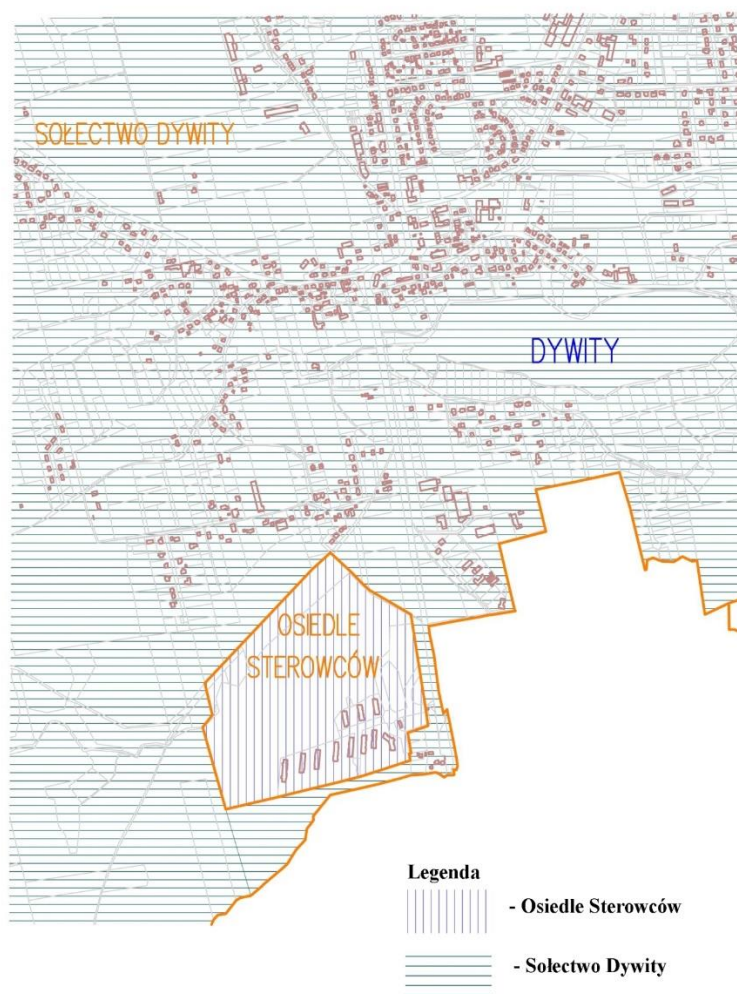 SOŁECTWO DYWITY
DYWITY
OSIEDLE
STEROWCÓW
Legenda
- Osiedle Sterowców
- Sołectwo Dywity